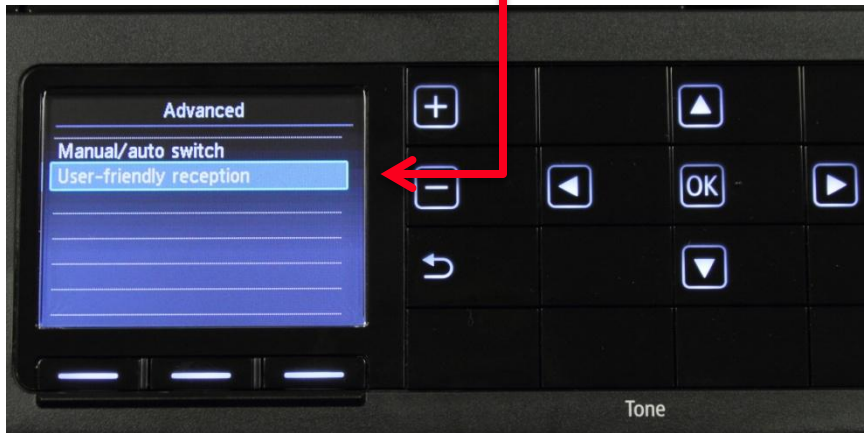 Advanced
Manual/auto switch
User-friendly reception
OK
Tone